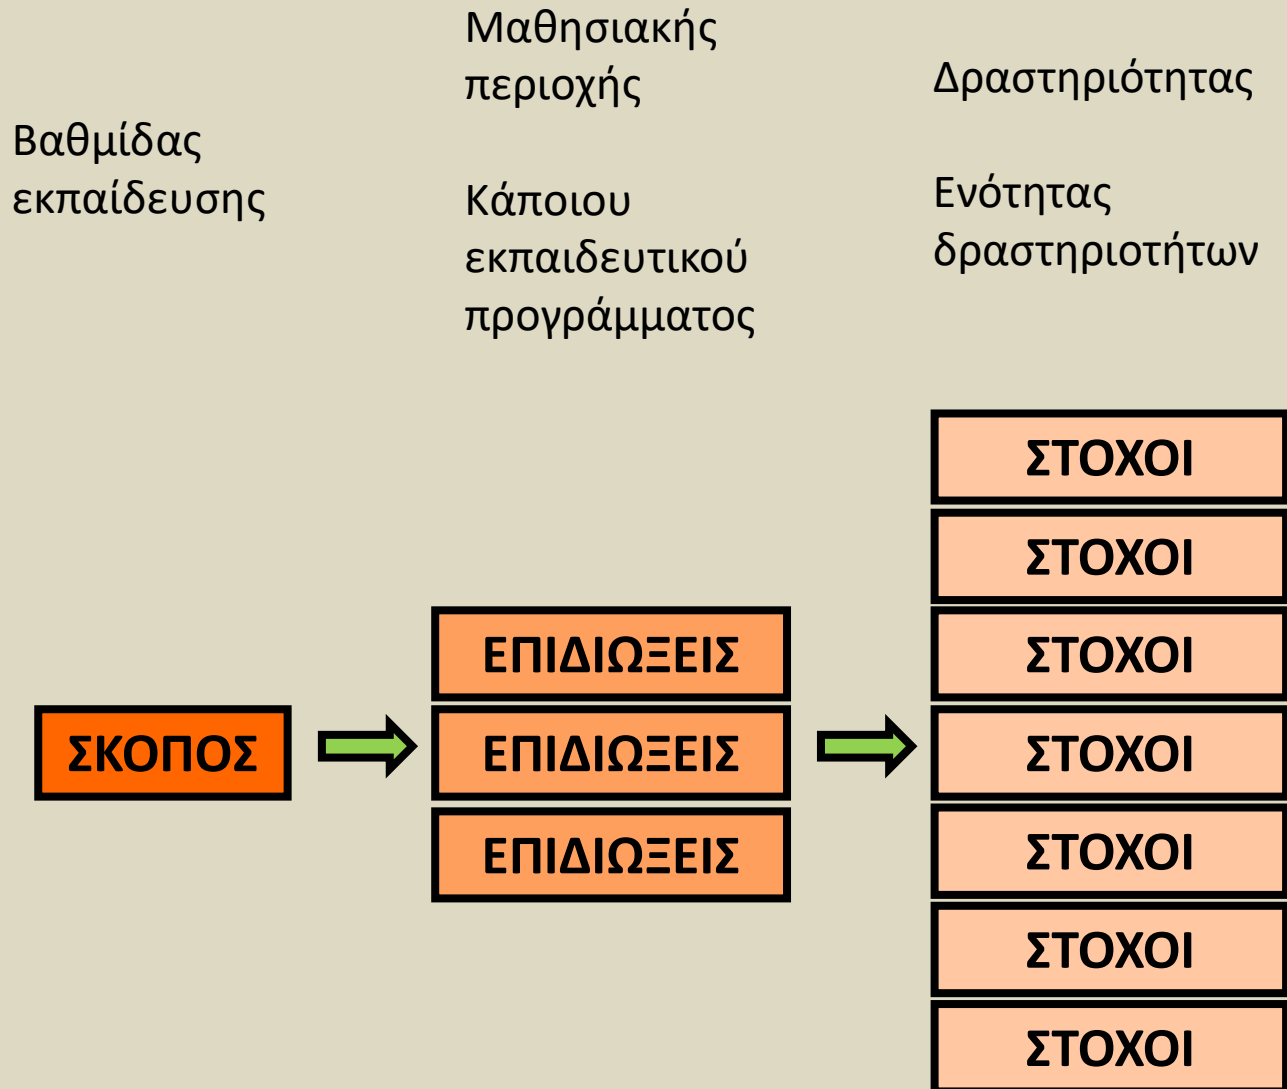 Βαθμίδας
εκπαίδευσης
Μαθησιακής
περιοχής
Κάποιου
εκπαιδευτικού
προγράμματος
Δραστηριότητας
Ενότητας
δραστηριοτήτων
ΣΚΟΠΟΣ
ΕΠΙΔΙΩΞΕΙΣ
ΕΠΙΔΙΩΞΕΙΣ
ΕΠΙΔΙΩΞΕΙΣ
ΣΤΟΧΟΙ
ΣΤΟΧΟΙ
ΣΤΟΧΟΙ
ΣΤΟΧΟΙ
ΣΤΟΧΟΙ
ΣΤΟΧΟΙ
ΣΤΟΧΟΙ